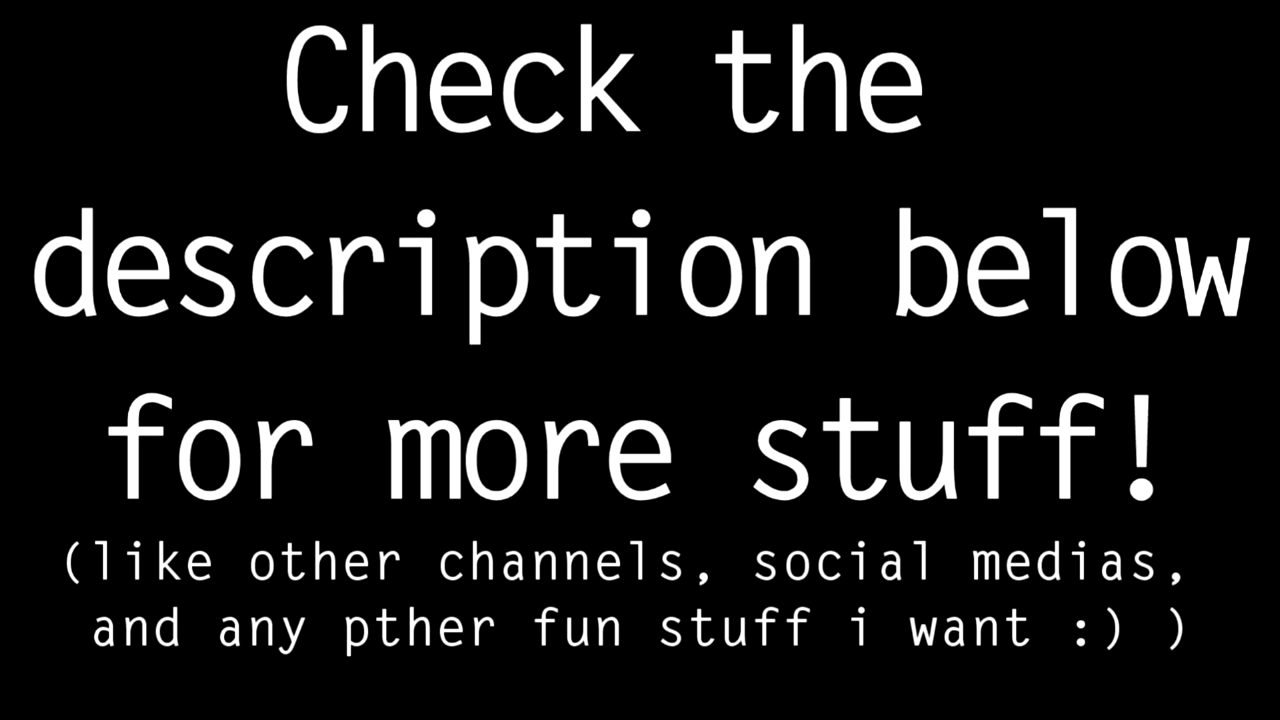 Check the
description below
for more stuff!
(like other channels, social medias,
and any pther fun stuff i want :) )